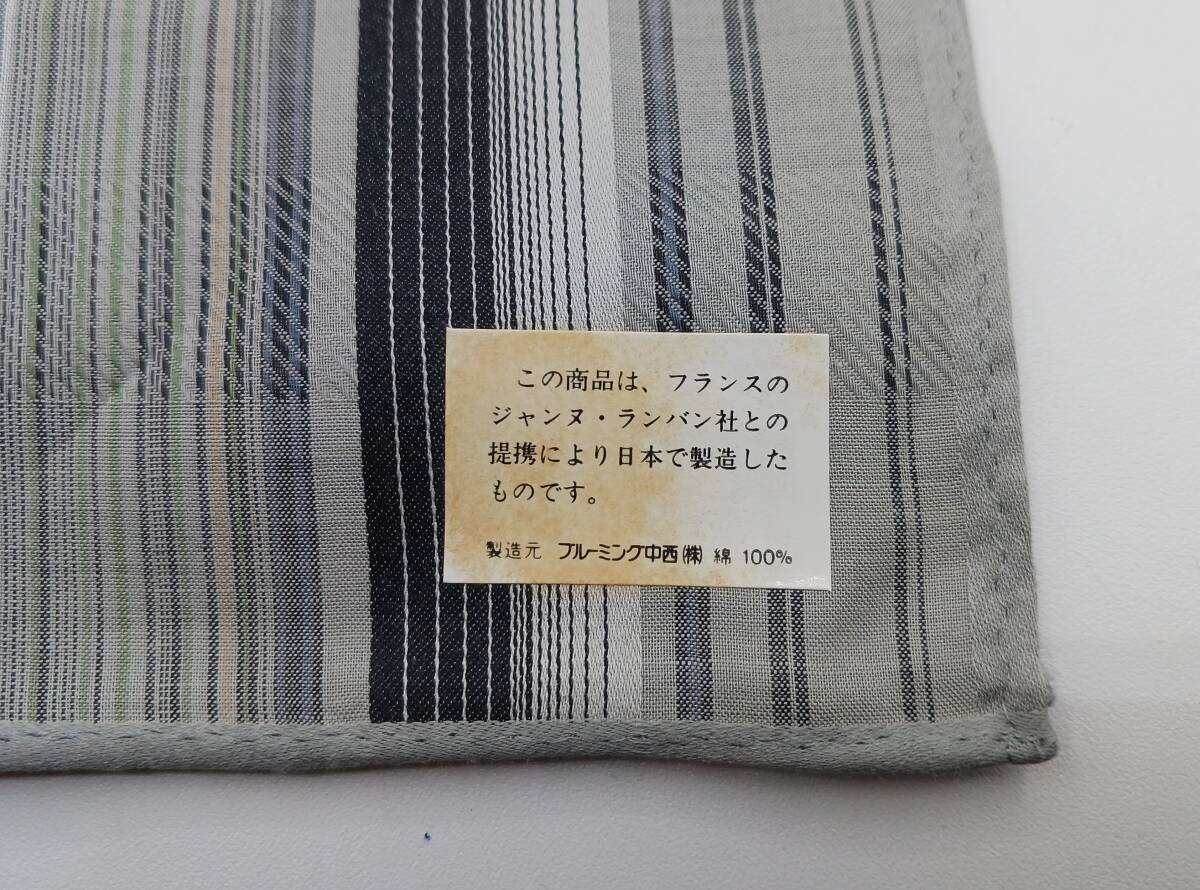 この商品は、フランスの
ジャンヌ・ランバン社との
提携により日本で製造した
ものです。
製造元 ブルーミング中西(株) 綿 100%